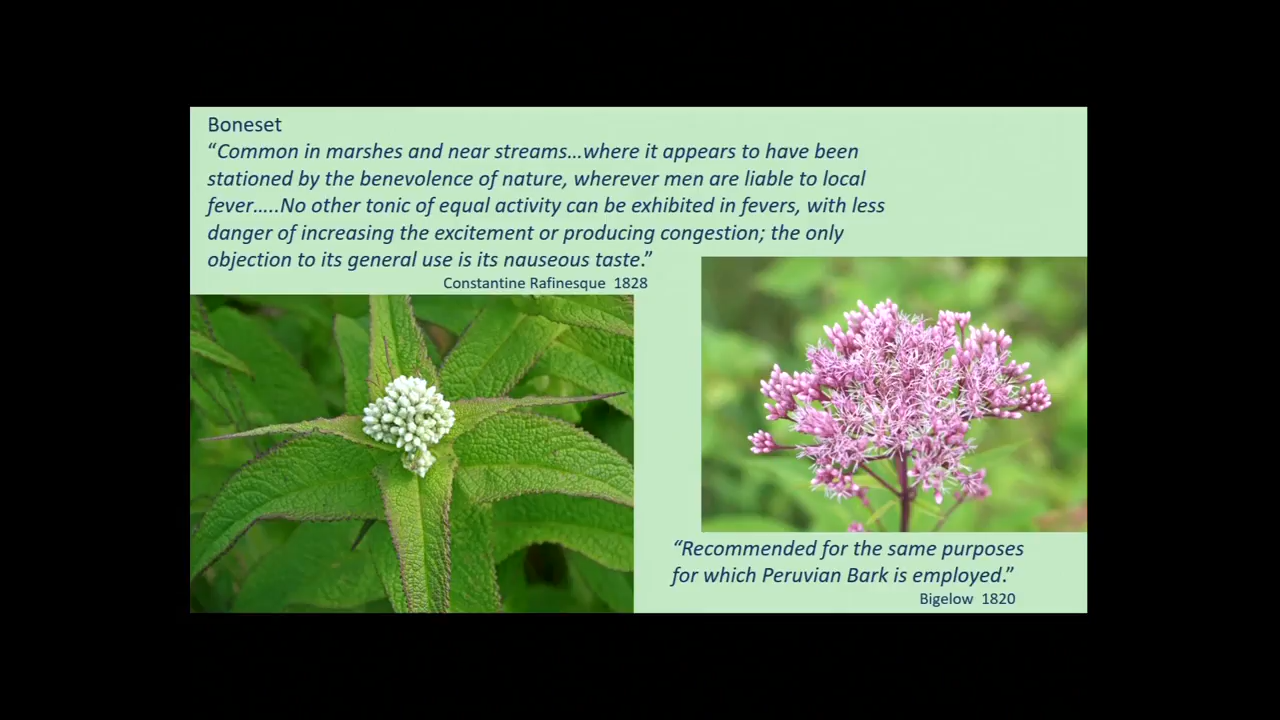 Boneset
“Common in marshes and near streams…where it appears to have been
stationed by the benevolence of nature, wherever men are liable to local
fever…..No other tonic of equal activity can be exhibited in fevers, with less
danger of increasing the excitement or producing congestion; the only
objection to its general use is its nauseous taste.”
Constantine Rafinesque 1828
“Recommended for the same purposes
for which Peruvian Bark is employed.”
Bigelow 1820